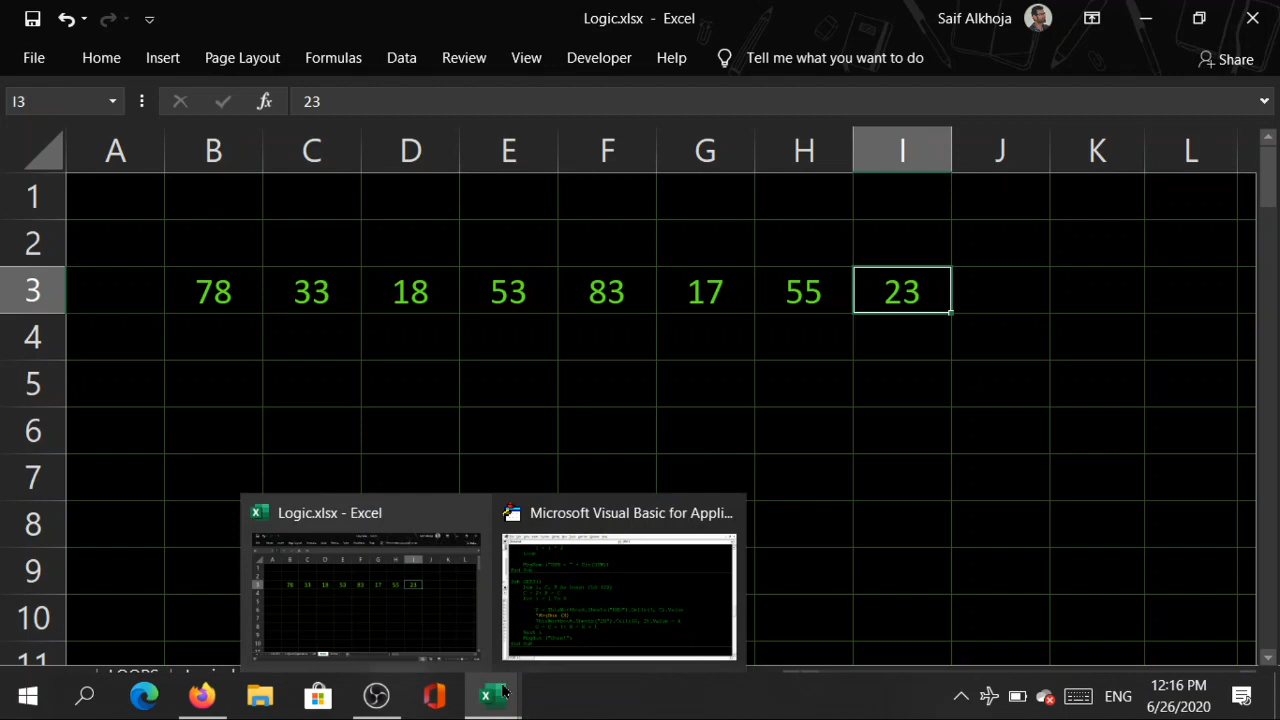 Logic.xlsx - Excel
Saif Alkhoja
File Home Insert Page Layout Formulas Data Review View Developer Help Tell me what you want to do Share
I3 fx 23
A B C D E F G H I J K L
1
2
3 78 33 18 53 83 17 55 23
4
5
6
7
8
9
10
Logic.xlsx - Excel Microsoft Visual Basic for Appli...
ENG 12:16 PM
6/26/2020